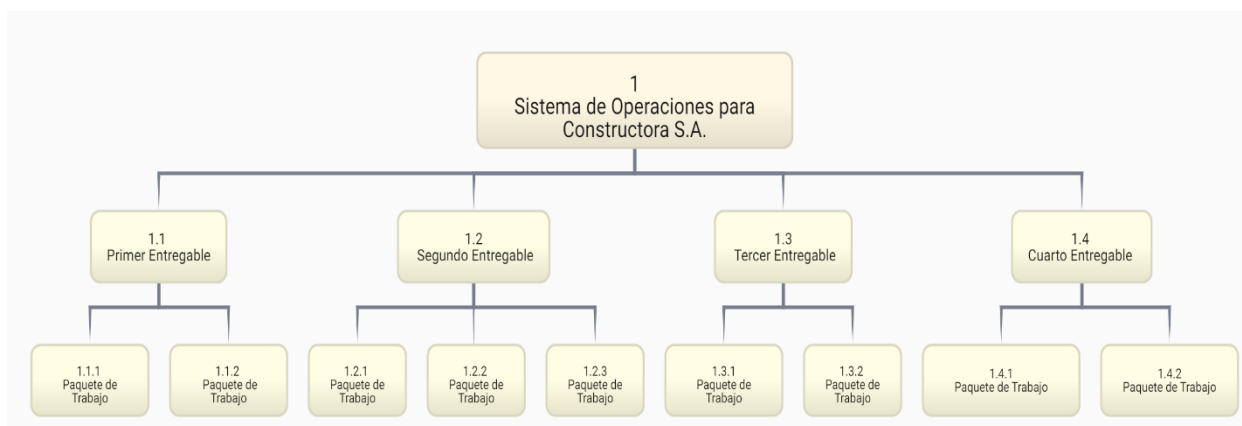 1
Sistema de Operaciones para
Constructora S.A.
1.1
Primer Entregable
1.2
Segundo Entregable
1.3
Tercer Entregable
1.4
Cuarto Entregable
1.1.1
Paquete de
Trabajo
1.1.2
Paquete de
Trabajo
1.2.1
Paquete de
Trabajo
1.2.2
Paquete de
Trabajo
1.2.3
Paquete de
Trabajo
1.3.1
Paquete de
Trabajo
1.3.2
Paquete de
Trabajo
1.4.1
Paquete de Trabajo
1.4.2
Paquete de Trabajo